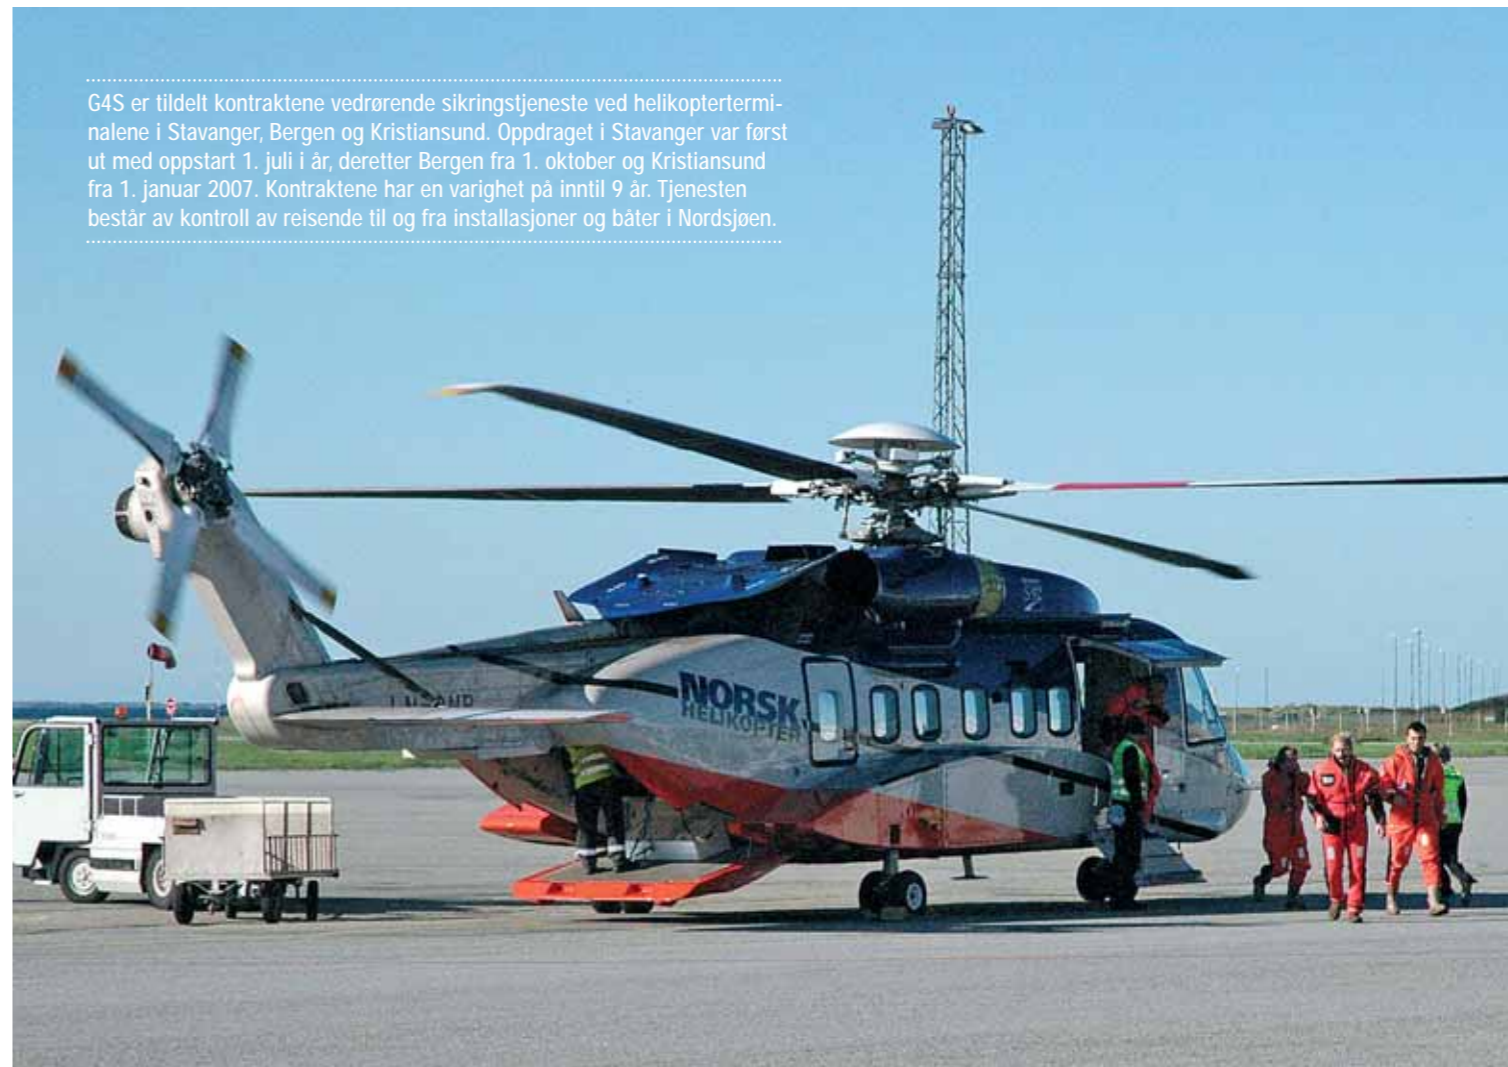 G4S er tildelt kontraktene vedrørende sikringstjeneste ved helikoptertermi-
nalene i Stavanger, Bergen og Kristiansund. Oppdraget i Stavanger var først
ut med oppstart 1. juli i år, deretter Bergen fra 1. oktober og Kristiansund
fra 1. januar 2007. Kontraktene har en varighet på inntil 9 år. Tjenesten
består av kontroll av reisende til og fra installasjoner og båter i Nordsjøen.
NORSK
HELIKOPTER